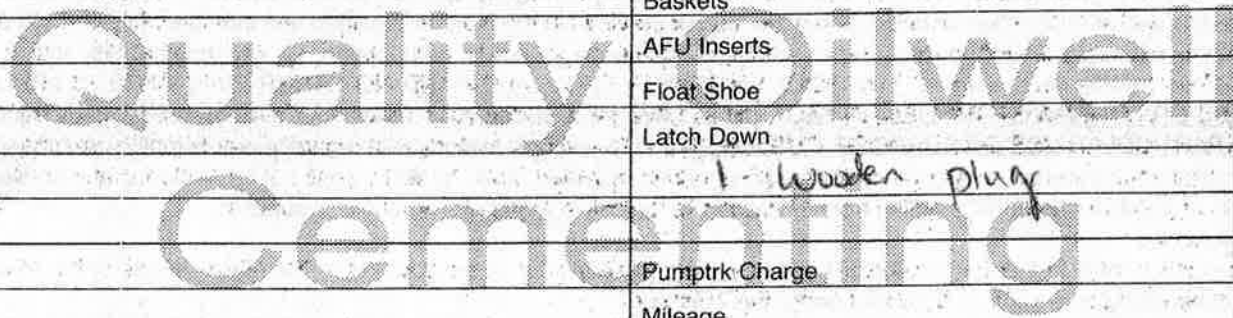 Baskets
AFU Inserts
Float Shoe
Latch Down
1 wooden plug
Pumptrk Charge
Mileage
Quality Oilwell
Cementing